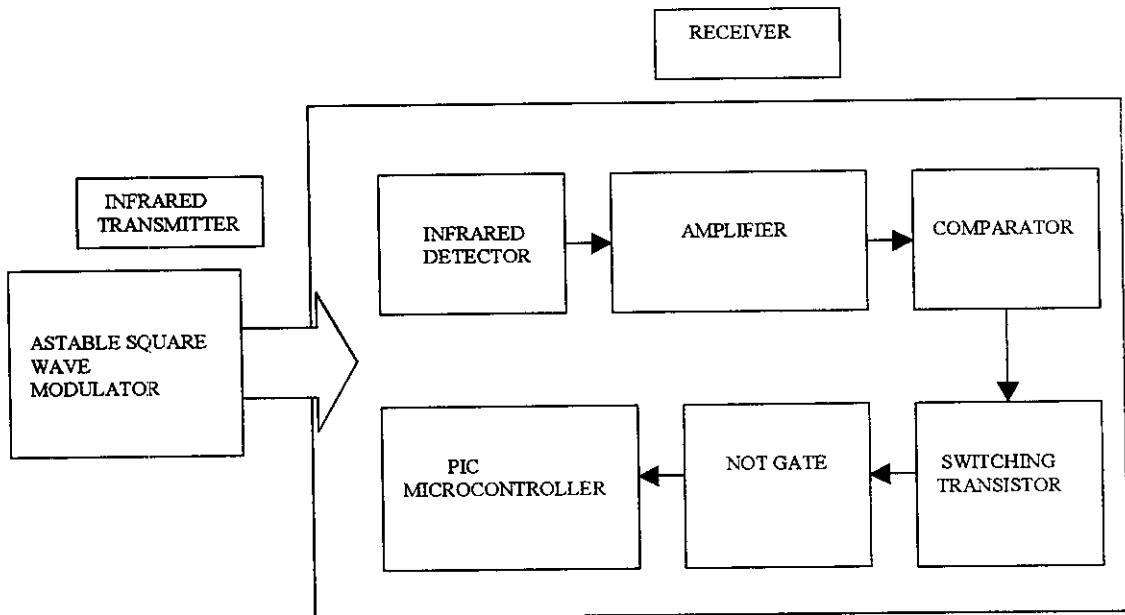 RECEIVER
INFRARED
TRANSMITTER
INFRARED
DETECTOR
AMPLIFIER
COMPARATOR
ASTABLE SQUARE
WAVE
MODULATOR
PIC
MICROCONTROLLER
NOT GATE
SWITCHING
TRANSISTOR